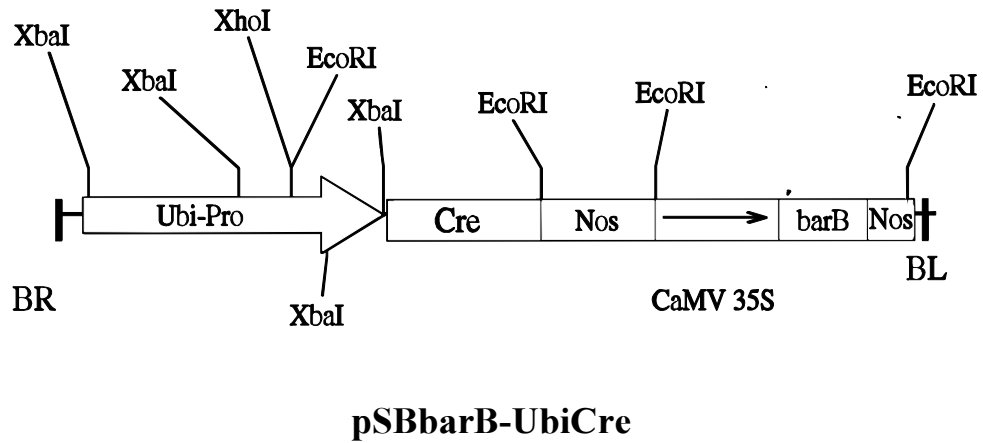 XbaI
XbaI
XhoI
EcoRI
XbaI
EcoRI
EcoRI
EcoRI
Ubi-Pro
Cre
Nos
barB
Nos
BR
XbaI
CaMV 35S
BL
pSBbarB-UbiCre